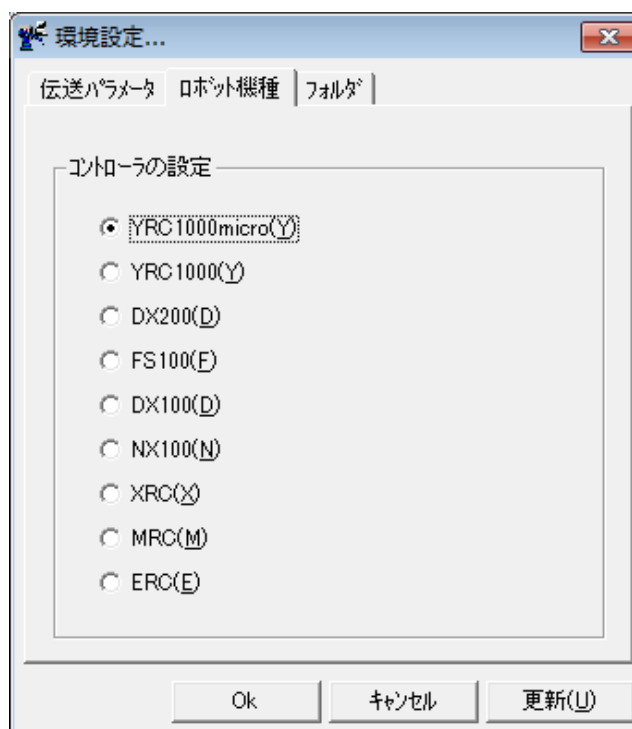 環境設定...
伝送パラメータ ロボット機種 フォルダ
コントローラの設定
YRC1000micro(Y)
YRC1000(Y)
DX200(D)
FS100(F)
DX100(D)
NX100(N)
XRC(X)
MRC(M)
ERC(E)
Ok キャンセル 更新(U)